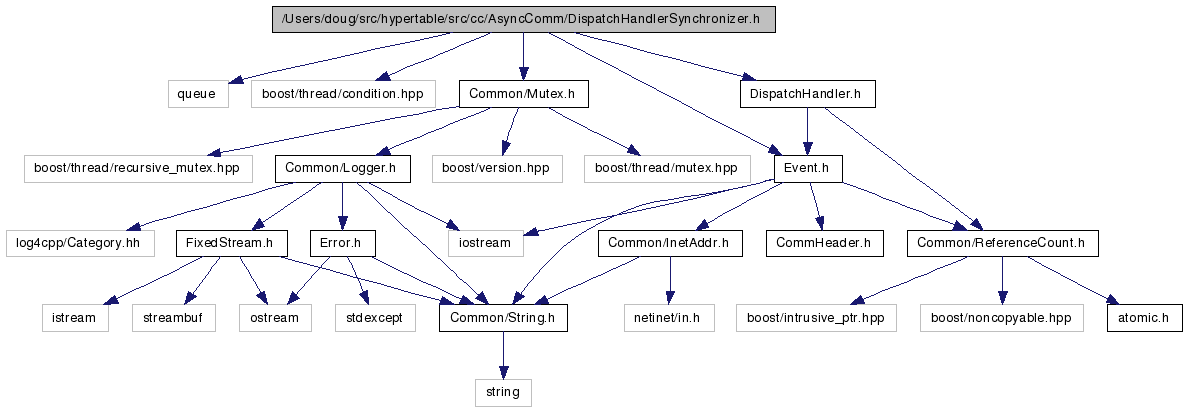 /Users/doug/src/hypertable/src/cc/AsyncComm/DispatchHandlerSynchronizer.h
queue
boost/thread/condition.hpp
Common/Mutex.h
DispatchHandler.h
boost/thread/recursive_mutex.hpp
Common/Logger.h
boost/version.hpp
boost/thread/mutex.hpp
Event.h
log4cpp/Category.hh
FixedStream.h
Error.h
iostream
Common/InetAddr.h
CommHeader.h
Common/ReferenceCount.h
istream
streambuf
ostream
stdexcept
Common/String.h
netinet/in.h
boost/intrusive_ptr.hpp
boost/noncopyable.hpp
atomic.h
string